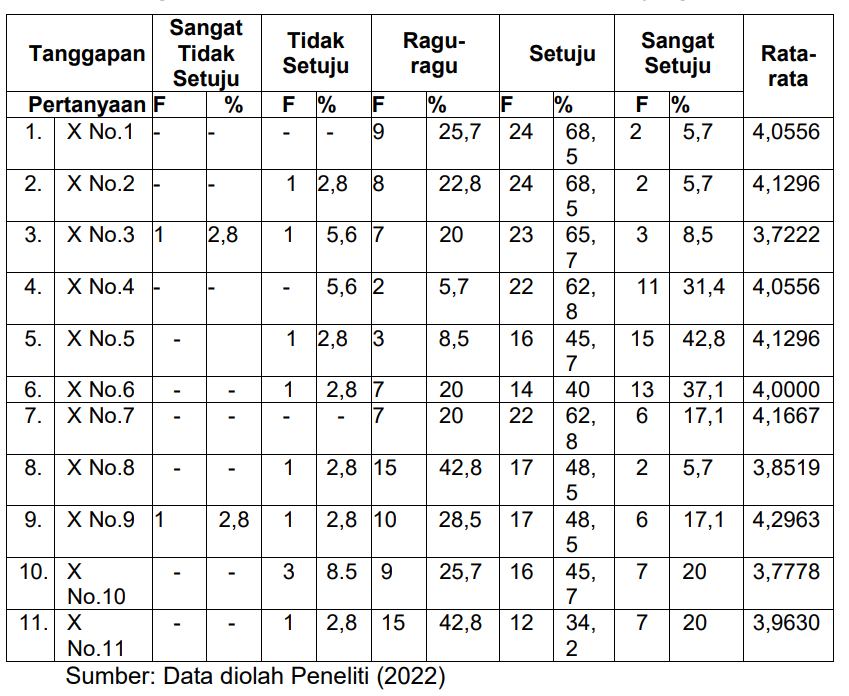 Tanggapan Sangat Tidak Setuju Tidak Setuju Ragu-ragu Setuju Sangat Setuju Rata-rata
Pertanyaan F % F % F % F % F %
1. X No.1 - - - - 9 25,7 24 68,5 2 5,7 4,0556
2. X No.2 - - 1 2,8 8 22,8 24 68,5 2 5,7 4,1296
3. X No.3 1 2,8 1 5,6 7 20 23 65,7 3 8,5 3,7222
4. X No.4 - - - 5,6 2 5,7 22 62,8 11 31,4 4,0556
5. X No.5 - 1 2,8 3 8,5 16 45,7 15 42,8 4,1296
6. X No.6 - - 1 2,8 7 20 14 40 13 37,1 4,0000
7. X No.7 - - - - 7 20 22 62,8 6 17,1 4,1667
8. X No.8 - - 1 2,8 15 42,8 17 48,5 2 5,7 3,8519
9. X No.9 1 2,8 1 2,8 10 28,5 17 48,5 6 17,1 4,2963
10. X No.10 - - 3 8.5 9 25,7 16 45,7 7 20 3,7778
11. X No.11 - - 1 2,8 15 42,8 12 34,2 7 20 3,9630
Sumber: Data diolah Peneliti (2022)